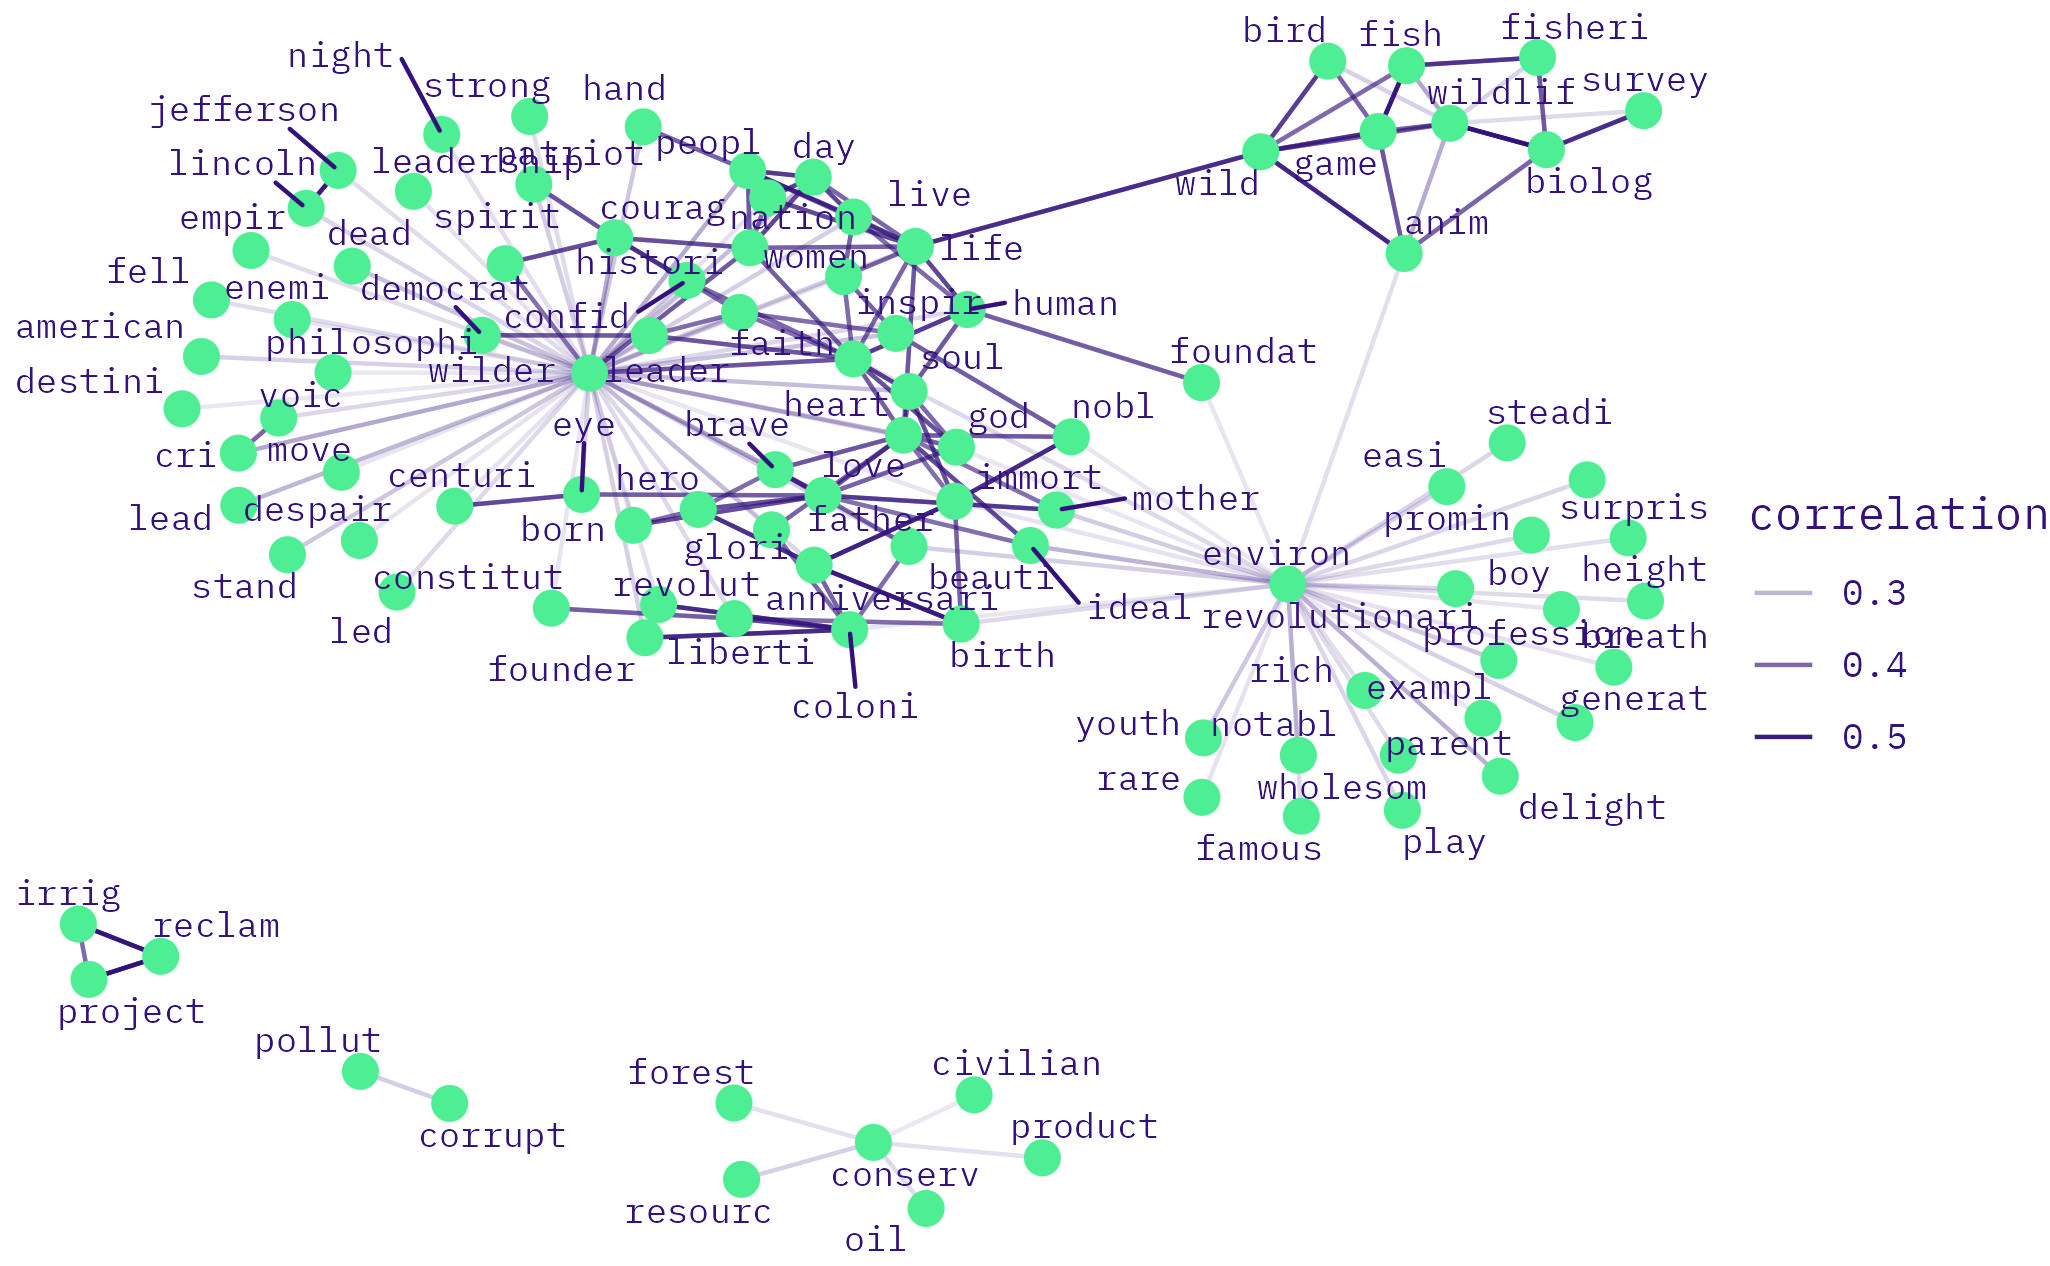 bird
fish
fisheri
night
strong
hand
wildlif
survey
jefferson
lincoln
leadership
patriot
peopl
day
game
wild
biolog
empir
dead
spirit
courag
nation
live
anim
fell
enemi
democrat
histori
women
life
american
philosophi
confid
inspir
human
destini
voic
wilder
leader
faith
soul
foundat
cri
move
eye
brave
heart
god
nobl
steadi
easi
lead
despair
centuri
hero
love
immort
mother
promin
surpris
correlation
stand
constitut
born
glori
father
beauti
ideal
environ
boy
height
0.3
led
revolut
anniversari
revolutionari
profession
breath
founder
liberti
birth
rich
exampl
generat
0.4
coloni
youth
notabl
parent
0.5
rare
wholesom
delight
famous
play
irrig
reclam
project
pollut
corrupt
forest
civilian
product
conserv
resourc
oil